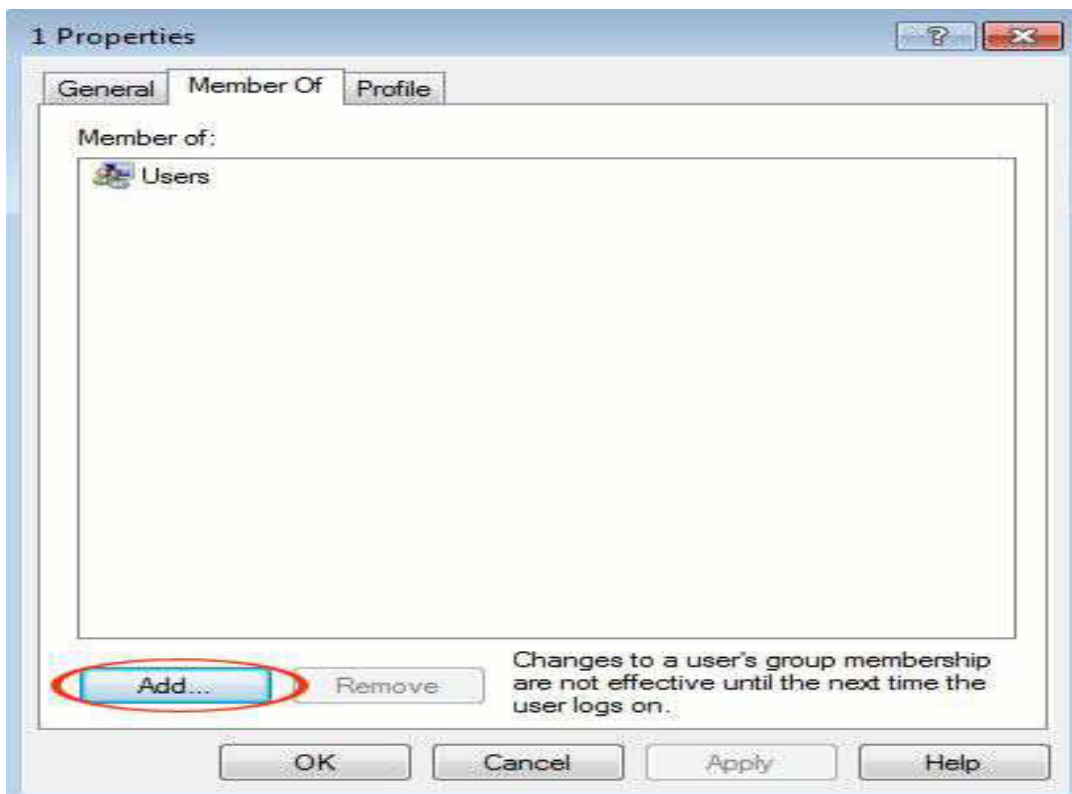 1 Properties
General Member Of Profile
Member of:
Users
Add... Remove
Changes to a user's group membership
are not effective until the next time the
user logs on.
OK Cancel Apply Help